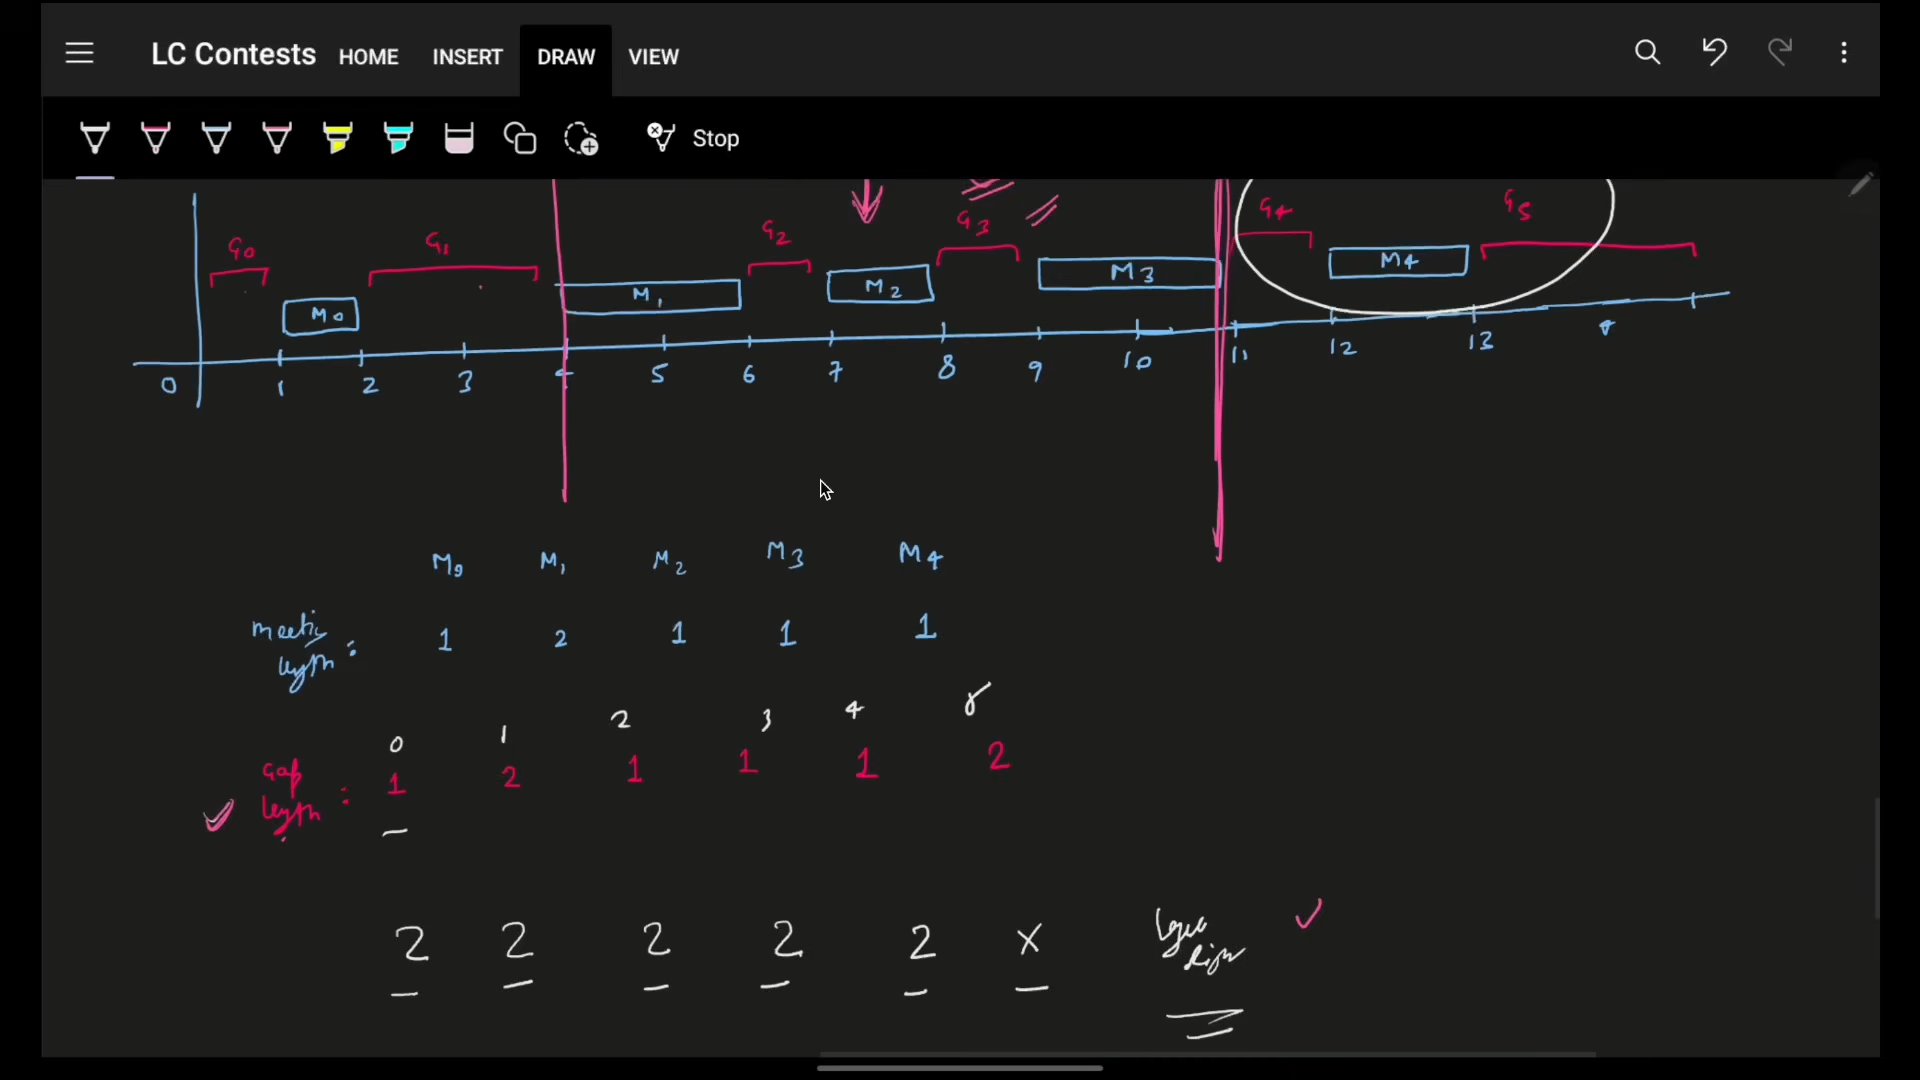 LC Contests HOME INSERT DRAW VIEW
Stop
G0 G1 G2 G3 G4 G5
M0 M1 M2 M3 M4
0 1 2 3 4 5 6 7 8 9 10 11 12 13
M0 M1 M2 M3 M4
meeting length : 1 2 1 1 1
0 1 2 3 4 5
Gap length : 1 2 1 1 1 2
2 2 2 2 2 X